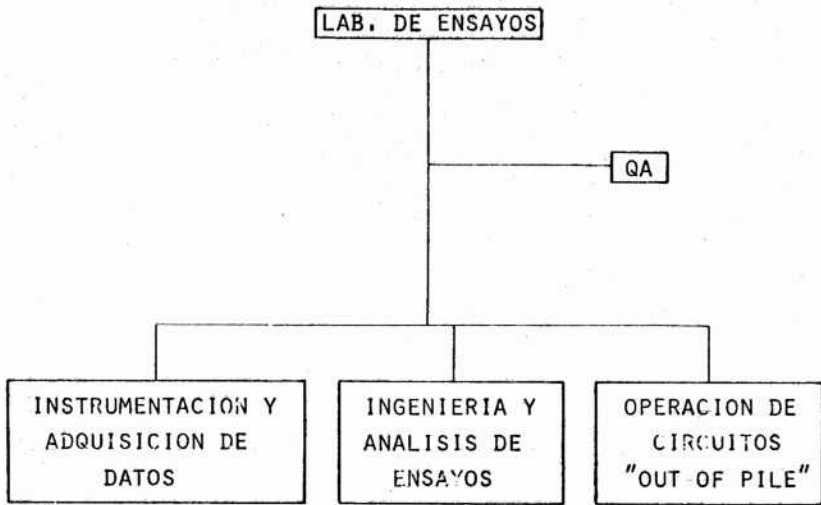 LAB. DE ENSAYOS
QA
INSTRUMENTACION Y
ADQUISICION DE
DATOS
INGENIERIA Y
ANALISIS DE
ENSAYOS
OPERACION DE
CIRCUITOS
"OUT OF PILE"